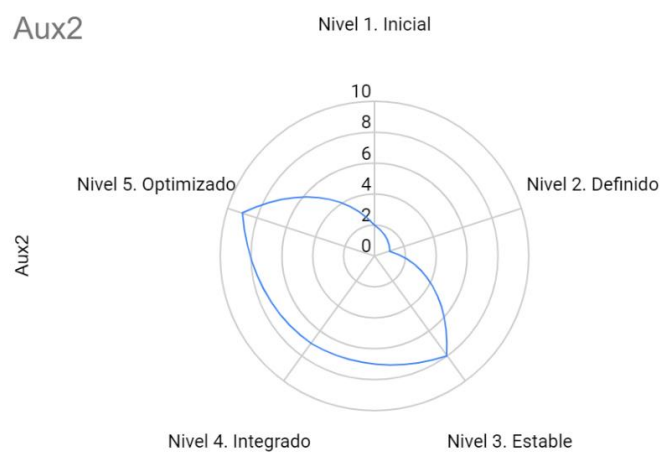 Aux2
Nivel 1. Inicial
10
8
6
4
2
0
Nivel 5. Optimizado
Nivel 2. Definido
Aux2
Nivel 4. Integrado
Nivel 3. Estable